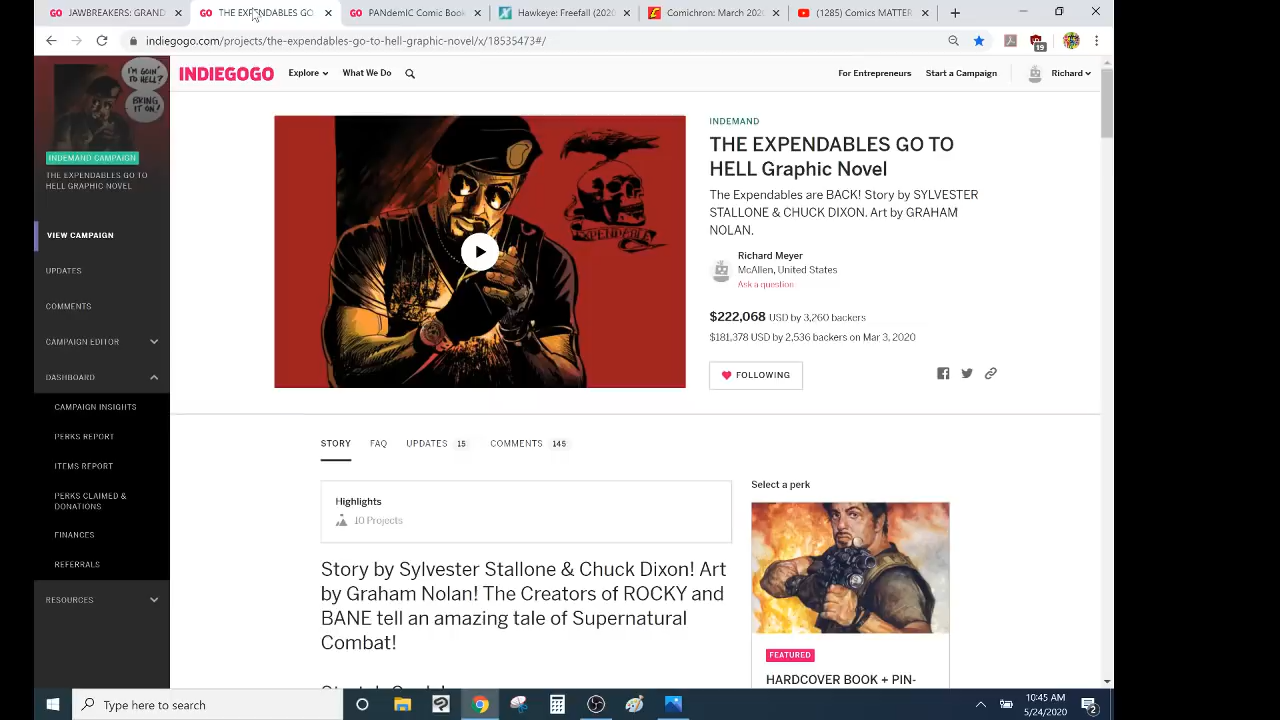 JAWBREAKERS: GRAND
THE EXPENDABLES GO
PANdemIC Comic Book
Hawkeye: Freefall (2020
Comichron: March 2020
(1285) Comics MATTER
indiegogo.com/projects/the-expendables-go-to-hell-graphic-novel/x/18535473#/
19
I'M GOIN' TO HELL?
BRING IT ON!
INDEMAND CAMPAIGN
THE EXPENDABLES GO TO
HELL GRAPHIC NOVEL
VIEW CAMPAIGN
UPDATES
COMMENTS
CAMPAIGN EDITOR
DASHBOARD
CAMPAIGN INSIGHTS
PERKS REPORT
ITEMS REPORT
PERKS CLAIMED &
DONATIONS
FINANCES
REFERRALS
RESOURCES
INDIEGOGO
Explore
What We Do
For Entrepreneurs
Start a Campaign
Richard
EXPENDABLES
INDEMAND
THE EXPENDABLES GO TO
HELL Graphic Novel
The Expendables are BACK! Story by SYLVESTER
STALLONE & CHUCK DIXON. Art by GRAHAM
NOLAN.
Richard Meyer
McAllen, United States
Ask a question
$222,068 USD by 3,260 backers
$181,378 USD by 2,536 backers on Mar 3, 2020
FOLLOWING
STORY
FAQ
UPDATES 15
COMMENTS 145
Highlights
10 Projects
Story by Sylvester Stallone & Chuck Dixon! Art
by Graham Nolan! The Creators of ROCKY and
BANE tell an amazing tale of Supernatural
Combat!
Select a perk
FEATURED
HARDCOVER BOOK + PIN-
Type here to search
10:45 AM
5/24/2020
2